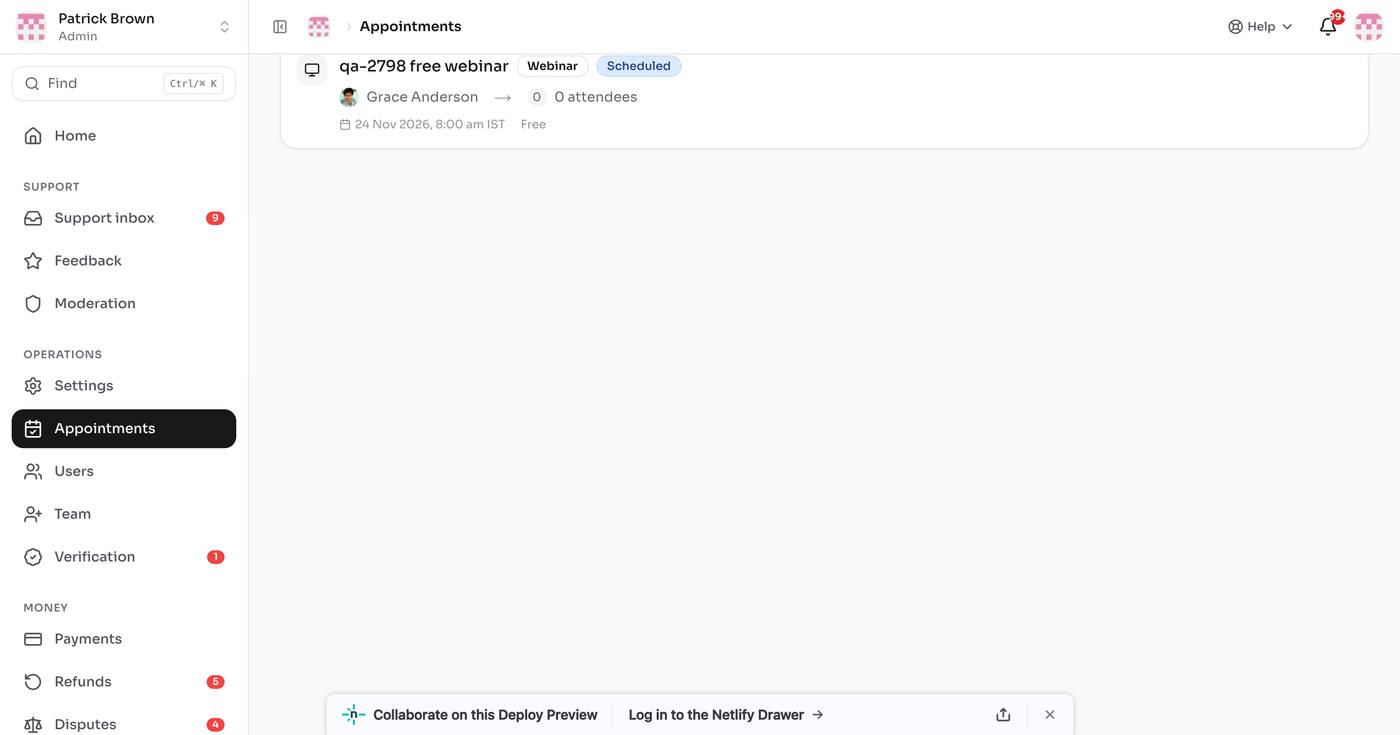 Patrick Brown
Admin
Appointments
Help
99+
Find
Ctrl/⌘ K
Home
SUPPORT
Support inbox 9
Feedback
Moderation
OPERATIONS
Settings
Appointments
Users
Team
Verification 1
MONEY
Payments
Refunds 5
Disputes 4
qa-2798 free webinar Webinar Scheduled
Grace Anderson → 0 0 attendees
24 Nov 2026, 8:00 am IST Free
Collaborate on this Deploy Preview Log in to the Netlify Drawer →